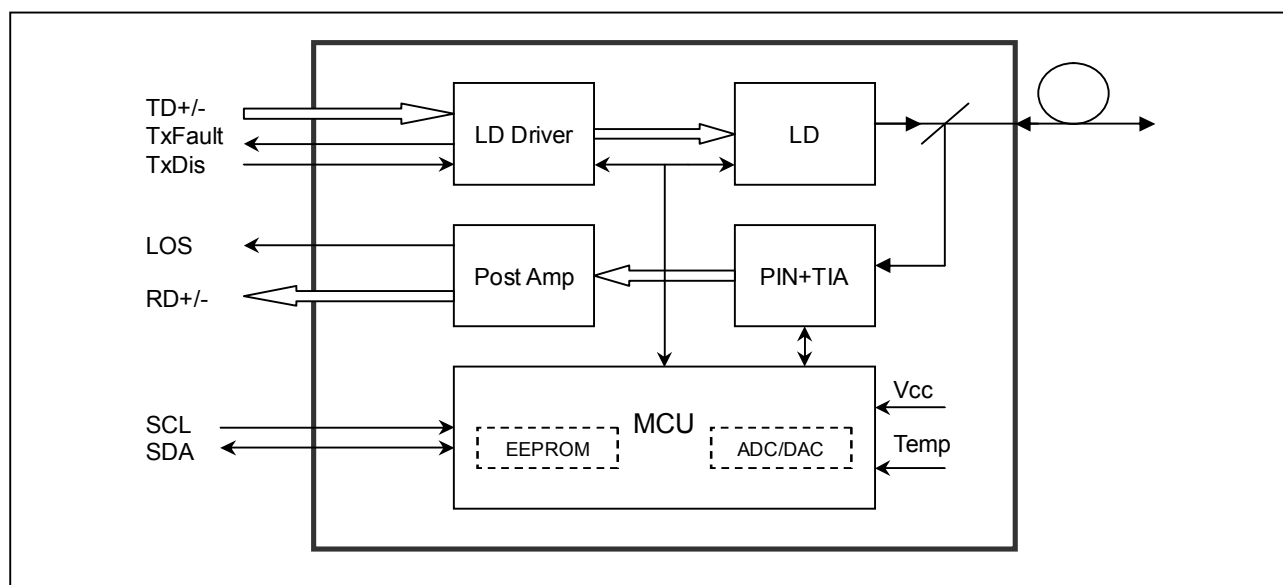 TD+/-
TxFault
TxDis
LD Driver
LD
LOS
RD+/-
Post Amp
PIN+TIA
SCL
SDA
MCU
EEPROM
ADC/DAC
Vcc
Temp